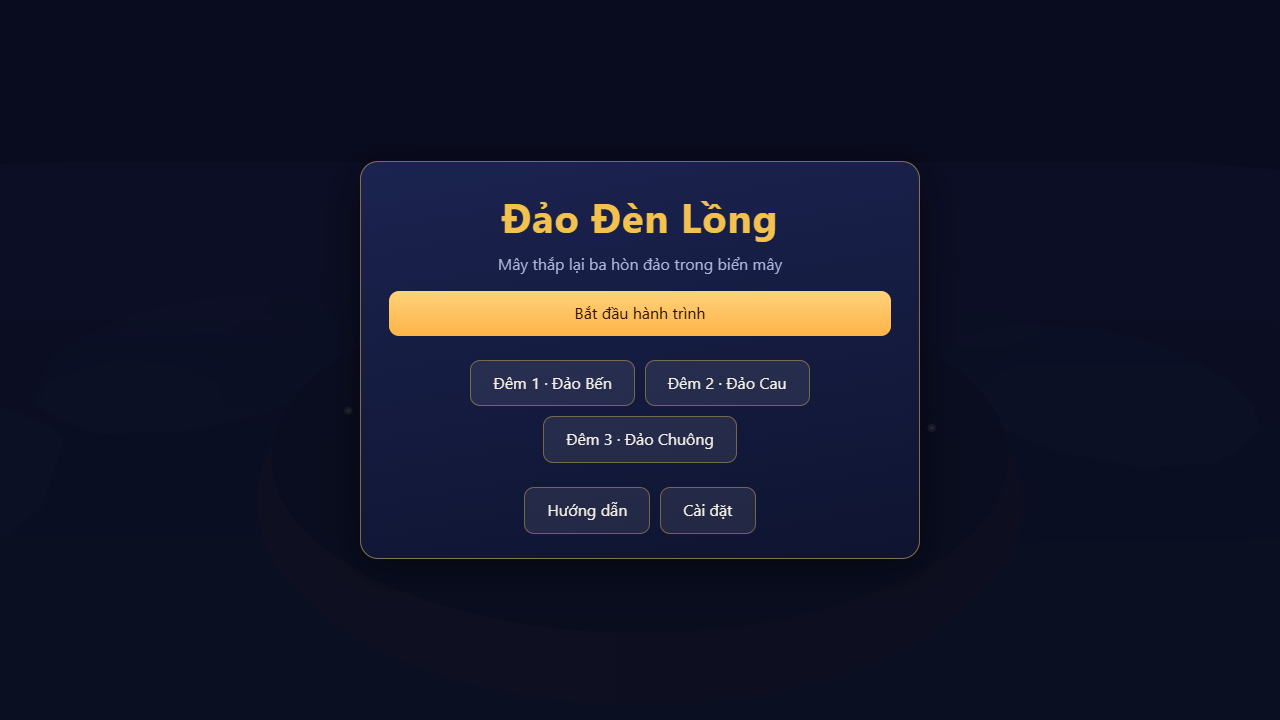 Đảo Đèn Lồng
Mây thắp lại ba hòn đảo trong biển mây
Bắt đầu hành trình
Đêm 1 · Đảo Bến
Đêm 2 · Đảo Cau
Đêm 3 · Đảo Chuông
Hướng dẫn
Cài đặt